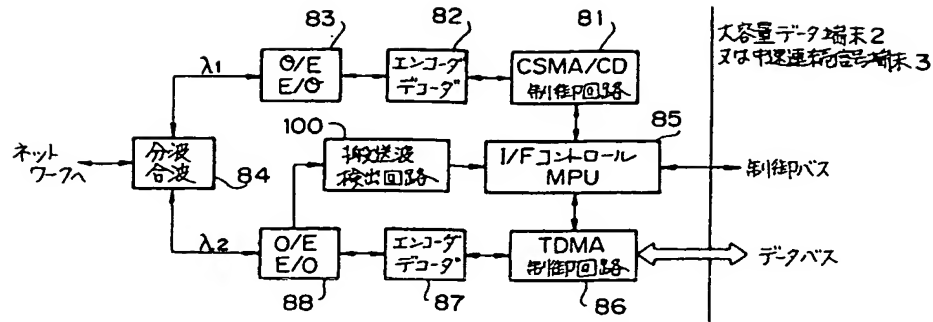 83
82
81
大容量データ端末2
又は中速連続信号端末3
λ1
O/E
E/O
エンコーダ
デコーダ
CSMA/CD
制御回路
100
85
ネット
ワークへ
分波
合波
84
搬送波
検出回路
I/Fコントロール
MPU
制御バス
λ2
O/E
E/O
エンコーダ
デコーダ
TDMA
制御回路
データバス
88
87
86